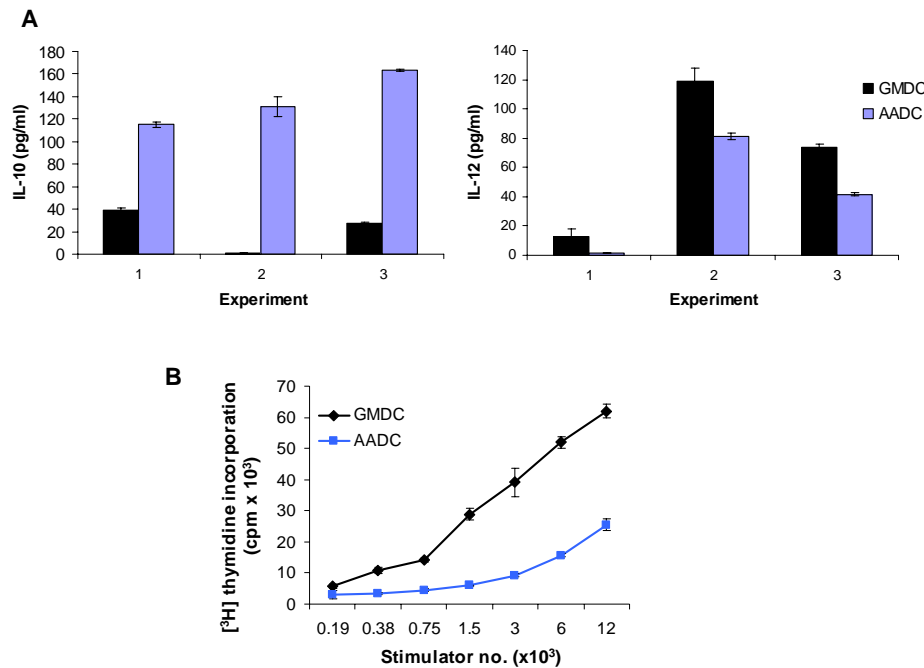 A
180
160
140
120
100
80
60
40
20
0
IL-10 (pg/ml)
1 2 3
Experiment
140
120
100
80
60
40
20
0
IL-12 (pg/ml)
1 2 3
Experiment
GMDC
AADC
B
70
60
50
40
30
20
10
0
[³H] thymidine incorporation
(cpm x 10³)
GMDC
AADC
0.19 0.38 0.75 1.5 3 6 12
Stimulator no. (x10³)